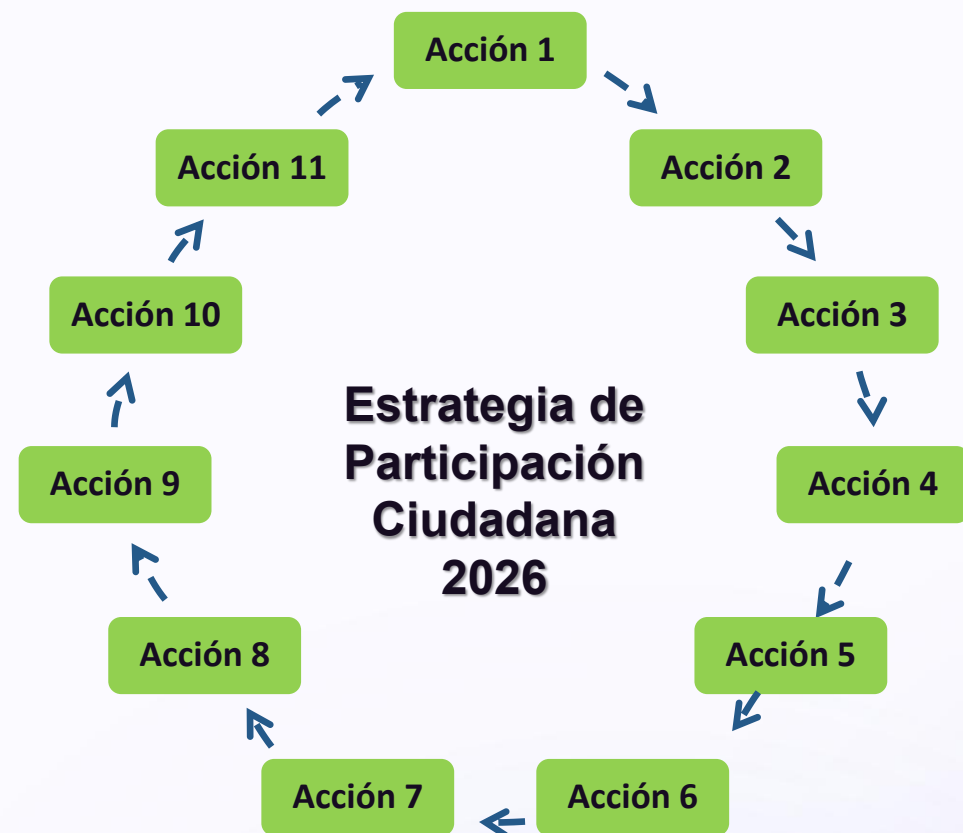 Acción 1
Acción 2
Acción 3
Acción 4
Acción 5
Acción 6
Acción 7
Acción 8
Acción 9
Acción 10
Acción 11
Estrategia de
Participación
Ciudadana
2026